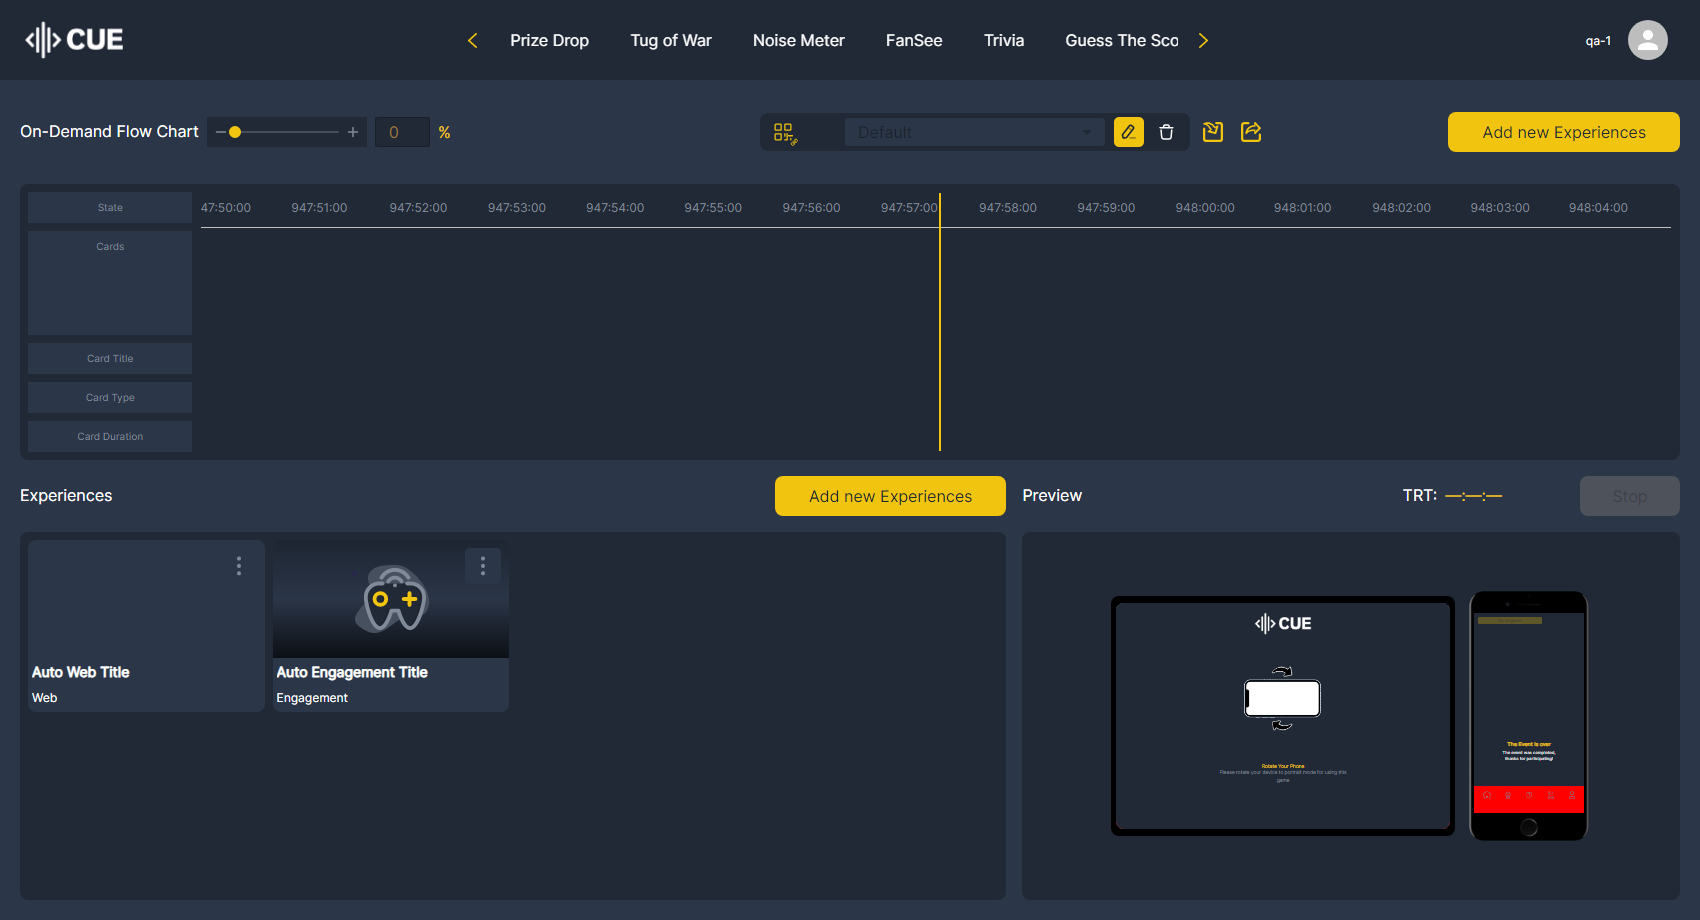 CUE
Prize Drop
Tug of War
Noise Meter
FanSee
Trivia
Guess The Sco
qa-1
On-Demand Flow Chart
0
%
Default
Add new Experiences
State
47:50:00
947:51:00
947:52:00
947:53:00
947:54:00
947:55:00
947:56:00
947:57:00
947:58:00
947:59:00
948:00:00
948:01:00
948:02:00
948:03:00
948:04:00
Cards
Card Title
Card Type
Card Duration
Experiences
Add new Experiences
Preview
TRT: —:—:—
Stop
Auto Web Title
Web
Auto Engagement Title
Engagement
CUE
Rotate Your Phone
Please rotate your device to portrait mode for using this
game
The Event is over
The event was completed,
thanks for participating!